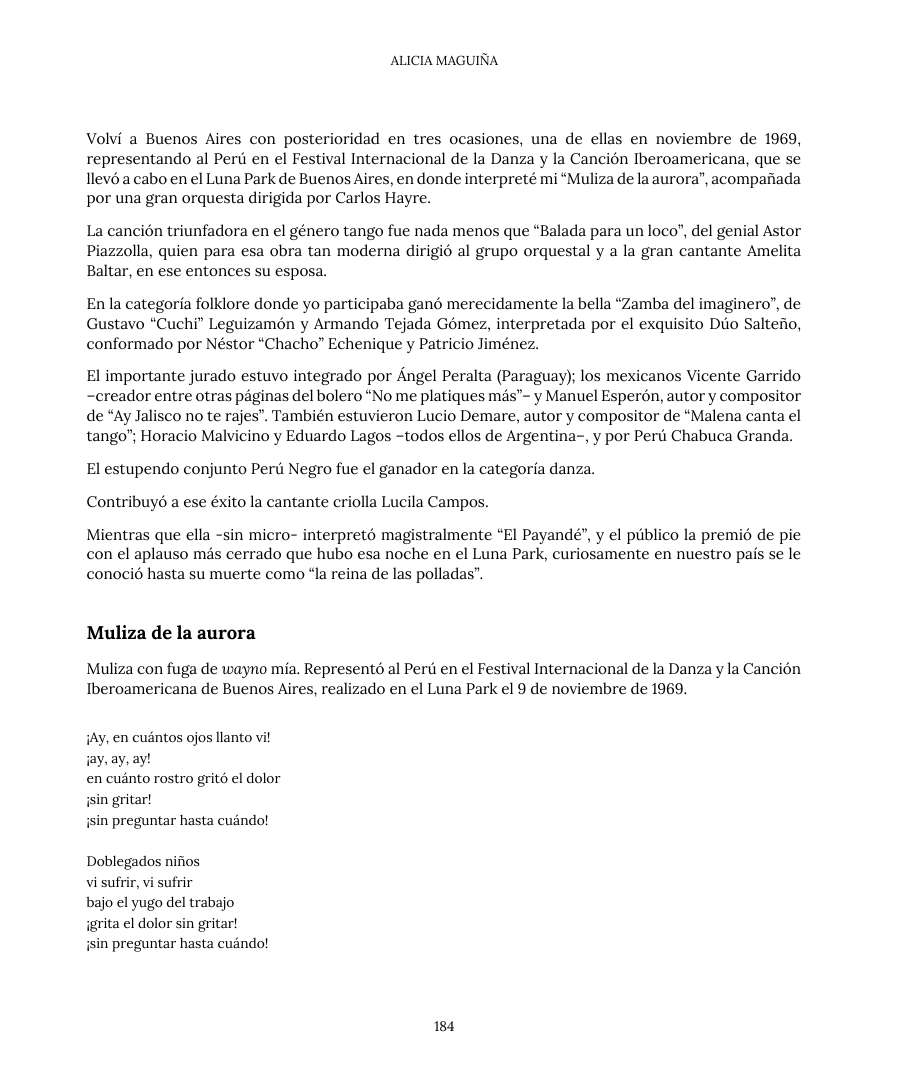 ALICIA MAGUIÑA
Volví a Buenos Aires con posterioridad en tres ocasiones, una de ellas en noviembre de 1969,
representando al Perú en el Festival Internacional de la Danza y la Canción Iberoamericana, que se
llevó a cabo en el Luna Park de Buenos Aires, en donde interpreté mi “Muliza de la aurora”, acompañada
por una gran orquesta dirigida por Carlos Hayre.
La canción triunfadora en el género tango fue nada menos que “Balada para un loco”, del genial Astor
Piazzolla, quien para esa obra tan moderna dirigió al grupo orquestal y a la gran cantante Amelita
Baltar, en ese entonces su esposa.
En la categoría folklore donde yo participaba ganó merecidamente la bella “Zamba del imaginero”, de
Gustavo “Cuchi” Leguizamón y Armando Tejada Gómez, interpretada por el exquisito Dúo Salteño,
conformado por Néstor “Chacho” Echenique y Patricio Jiménez.
El importante jurado estuvo integrado por Ángel Peralta (Paraguay); los mexicanos Vicente Garrido
–creador entre otras páginas del bolero “No me platiques más”– y Manuel Esperón, autor y compositor
de “Ay Jalisco no te rajes”. También estuvieron Lucio Demare, autor y compositor de “Malena canta el
tango”; Horacio Malvicino y Eduardo Lagos –todos ellos de Argentina–, y por Perú Chabuca Granda.
El estupendo conjunto Perú Negro fue el ganador en la categoría danza.
Contribuyó a ese éxito la cantante criolla Lucila Campos.
Mientras que ella -sin micro- interpretó magistralmente “El Payandé”, y el público la premió de pie
con el aplauso más cerrado que hubo esa noche en el Luna Park, curiosamente en nuestro país se le
conoció hasta su muerte como “la reina de las polladas”.
Muliza de la aurora
Muliza con fuga de wayno mía. Representó al Perú en el Festival Internacional de la Danza y la Canción
Iberoamericana de Buenos Aires, realizado en el Luna Park el 9 de noviembre de 1969.
¡Ay, en cuántos ojos llanto vi!
¡ay, ay, ay!
en cuánto rostro gritó el dolor
¡sin gritar!
¡sin preguntar hasta cuándo!
Doblegados niños
vi sufrir, vi sufrir
bajo el yugo del trabajo
¡grita el dolor sin gritar!
¡sin preguntar hasta cuándo!
184